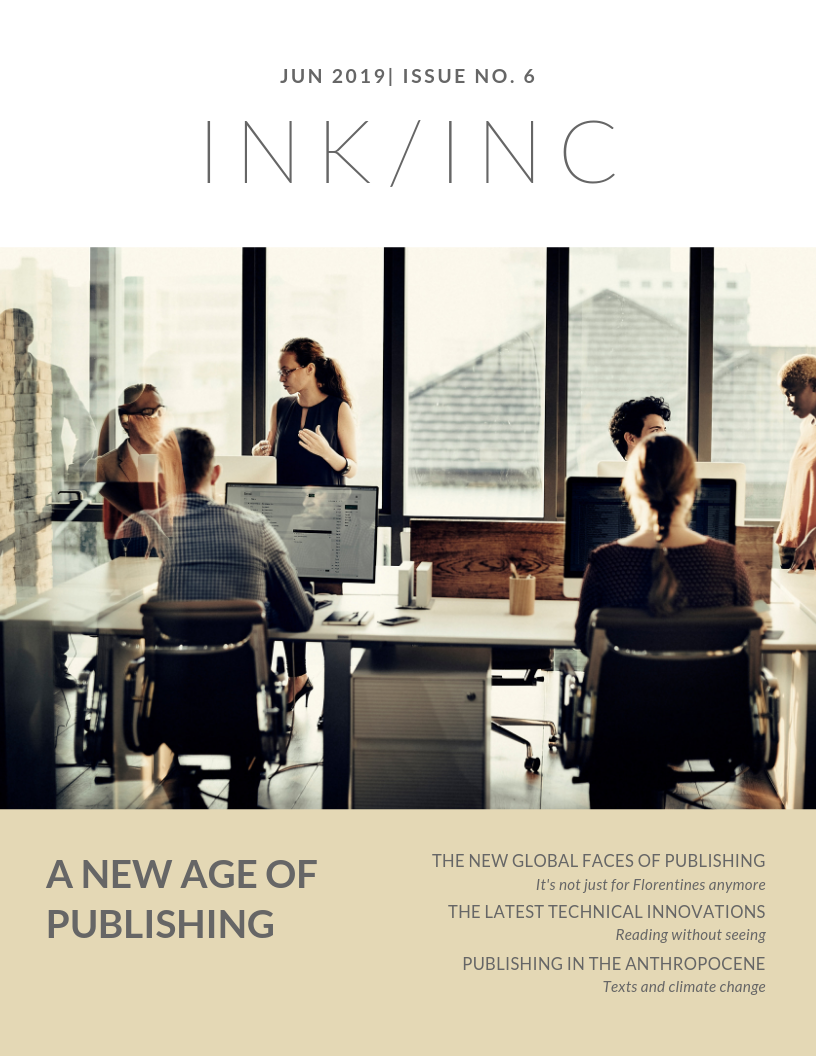 JUN 2019| ISSUE NO. 6
INK/INC
A NEW AGE OF
PUBLISHING
THE NEW GLOBAL FACES OF PUBLISHING
It's not just for Florentines anymore
THE LATEST TECHNICAL INNOVATIONS
Reading without seeing
PUBLISHING IN THE ANTHROPOCENE
Texts and climate change